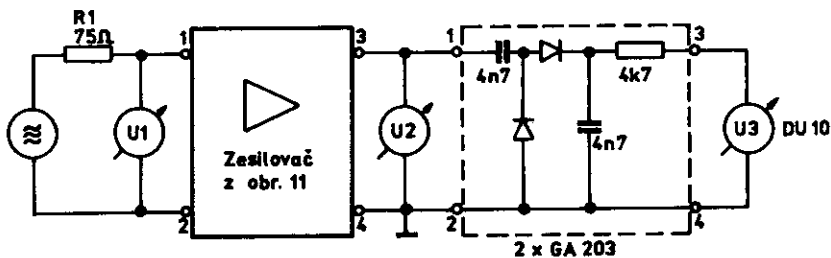 R1
75Ω
1
3
1
3
4n7
4k7
U1
U2
4n7
U3
DU 10
Zesilovač
z obr. 11
2
4
2
4
2 x GA 203